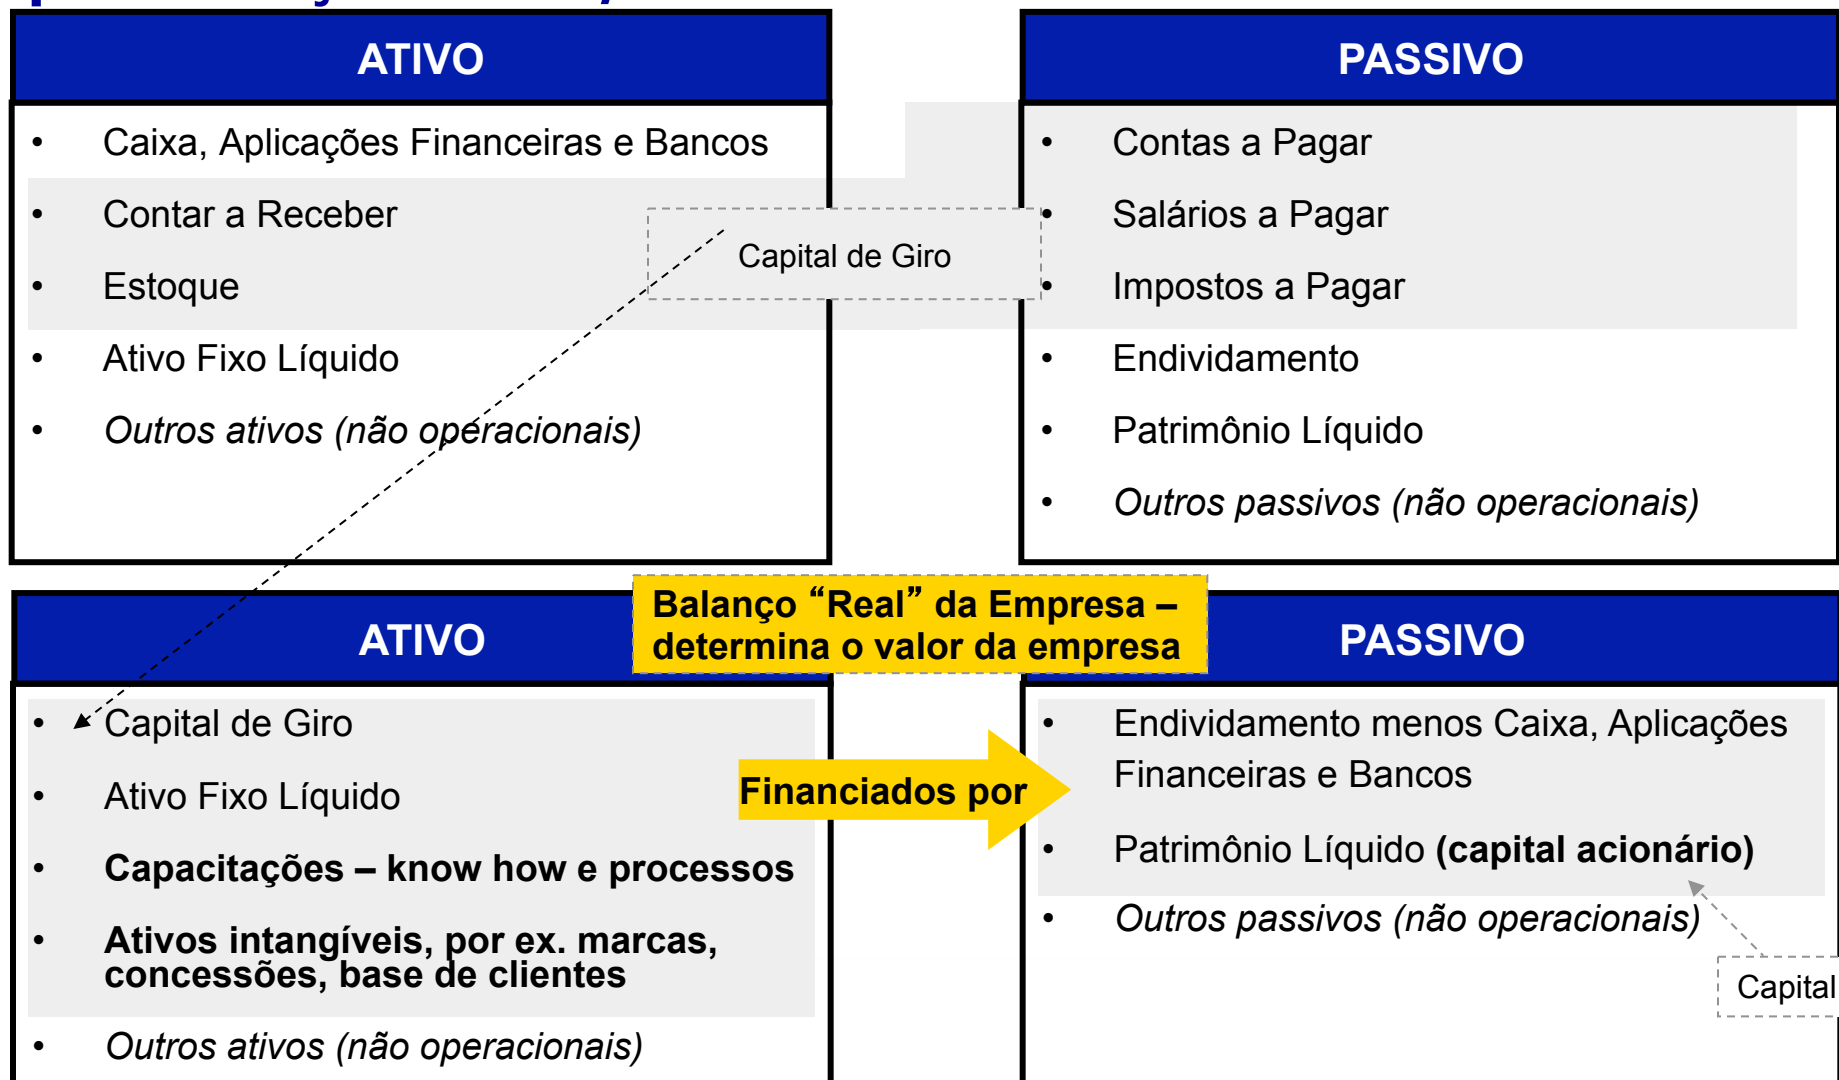 ATIVO
PASSIVO
• Caixa, Aplicações Financeiras e Bancos
• Contar a Receber
• Estoque
• Ativo Fixo Líquido
• Outros ativos (não operacionais)
Capital de Giro
• Contas a Pagar
• Salários a Pagar
• Impostos a Pagar
• Endividamento
• Patrimônio Líquido
• Outros passivos (não operacionais)
Balanço “Real” da Empresa –
determina o valor da empresa
ATIVO
PASSIVO
• Capital de Giro
• Ativo Fixo Líquido
• Capacitações – know how e processos
• Ativos intangíveis, por ex. marcas,
concessões, base de clientes
• Outros ativos (não operacionais)
Financiados por
• Endividamento menos Caixa, Aplicações
Financeiras e Bancos
• Patrimônio Líquido (capital acionário)
• Outros passivos (não operacionais)
Capital